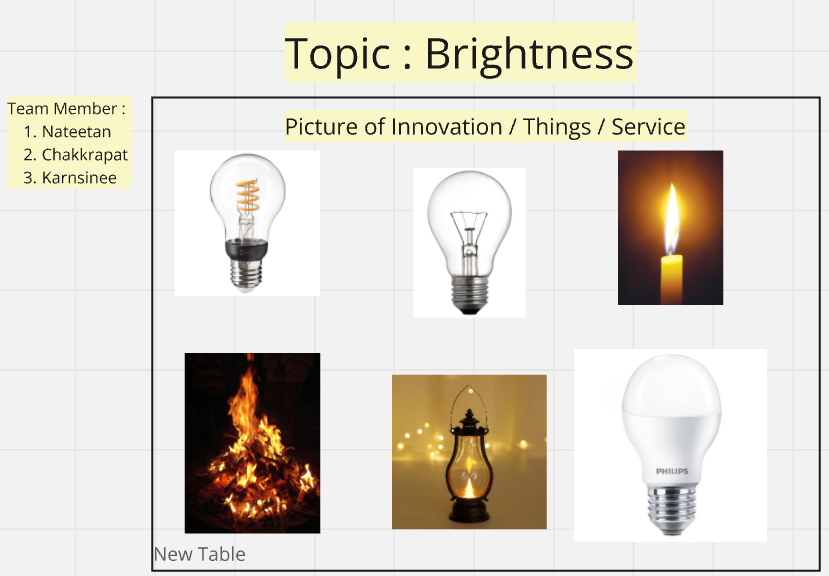 Topic : Brightness
Team Member :
1. Nateetan
2. Chakkrapat
3. Karnsinee
Picture of Innovation / Things / Service
PHILIPS
New Table